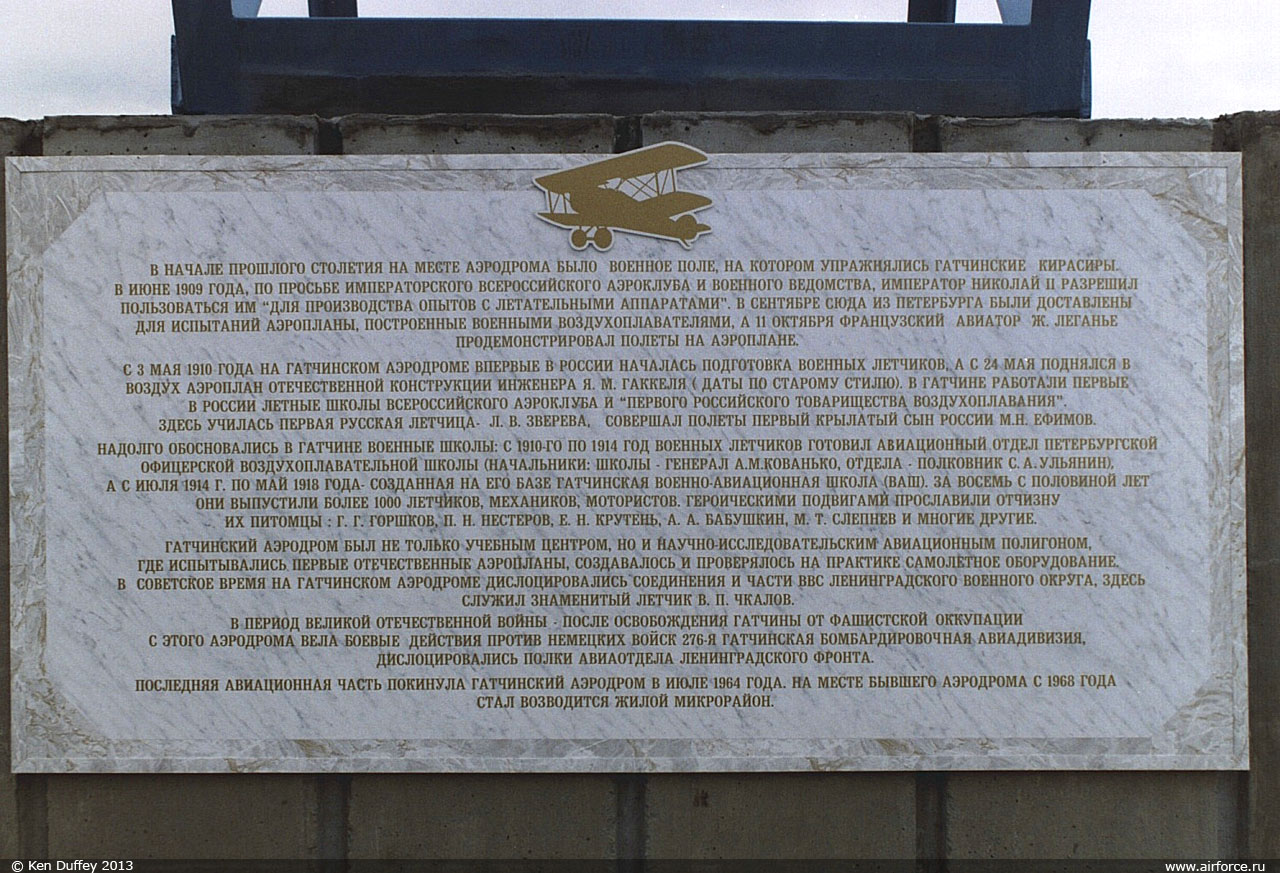 В НАЧАЛЕ ПРОШЛОГО СТОЛЕТИЯ НА МЕСТЕ АЭРОДРОМА БЫЛО ВОЕННОЕ ПОЛЕ, НА КОТОРОМ УПРАЖНЯЛИСЬ ГАТЧИНСКИЕ КИРАСИРЫ.
В ИЮНЕ 1909 ГОДА, ПО ПРОСЬБЕ ИМПЕРАТОРСКОГО ВСЕРОССИЙСКОГО АЭРОКЛУБА И ВОЕННОГО ВЕДОМСТВА, ИМПЕРАТОР НИКОЛАЙ II РАЗРЕШИЛ
ПОЛЬЗОВАТЬСЯ ИМ “ДЛЯ ПРОИЗВОДСТВА ОПЫТОВ С ЛЕТАТЕЛЬНЫМИ АППАРАТАМИ”. В СЕНТЯБРЕ СЮДА ИЗ ПЕТЕРБУРГА БЫЛИ ДОСТАВЛЕНЫ
ДЛЯ ИСПЫТАНИЙ АЭРОПЛАНЫ, ПОСТРОЕННЫЕ ВОЕННЫМИ ВОЗДУХОПЛАВАТЕЛЯМИ, А 11 ОКТЯБРЯ ФРАНЦУЗСКИЙ АВИАТОР Ж. ЛЕГАНЬЕ
ПРОДЕМОНСТРИРОВАЛ ПОЛЕТЫ НА АЭРОПЛАНЕ.
С 3 МАЯ 1910 ГОДА НА ГАТЧИНСКОМ АЭРОДРОМЕ ВПЕРВЫЕ В РОССИИ НАЧАЛАСЬ ПОДГОТОВКА ВОЕННЫХ ЛЕТЧИКОВ, А С 24 МАЯ ПОДНЯЛСЯ В
ВОЗДУХ АЭРОПЛАН ОТЕЧЕСТВЕННОЙ КОНСТРУКЦИИ ИНЖЕНЕРА Я. М. ГАККЕЛЯ ( ДАТЫ ПО СТАРОМУ СТИЛЮ). В ГАТЧИНЕ РАБОТАЛИ ПЕРВЫЕ
В РОССИИ ЛЕТНЫЕ ШКОЛЫ ВСЕРОССИЙСКОГО АЭРОКЛУБА И “ПЕРВОГО РОССИЙСКОГО ТОВАРИЩЕСТВА ВОЗДУХОПЛАВАНИЯ”.
ЗДЕСЬ УЧИЛАСЬ ПЕРВАЯ РУССКАЯ ЛЕТЧИЦА- Л. В. ЗВЕРЕВА, СОВЕРШАЛ ПОЛЕТЫ ПЕРВЫЙ КРЫЛАТЫЙ СЫН РОССИИ М.Н. ЕФИМОВ.
НАДОЛГО ОБОСНОВАЛИСЬ В ГАТЧИНЕ ВОЕННЫЕ ШКОЛЫ: С 1910-ГО ПО 1914 ГОД ВОЕННЫХ ЛЕТЧИКОВ ГОТОВИЛ АВИАЦИОННЫЙ ОТДЕЛ ПЕТЕРБУРГСКОЙ
ОФИЦЕРСКОЙ ВОЗДУХОПЛАВАТЕЛЬНОЙ ШКОЛЫ (НАЧАЛЬНИКИ: ШКОЛЫ - ГЕНЕРАЛ А.М.КОВАНЬКО, ОТДЕЛА - ПОЛКОВНИК С. А.УЛЬЯНИН),
А С ИЮЛЯ 1914 Г. ПО МАЙ 1918 ГОДА- СОЗДАННАЯ НА ЕГО БАЗЕ ГАТЧИНСКАЯ ВОЕННО-АВИАЦИОННАЯ ШКОЛА (ВАШ). ЗА ВОСЕМЬ С ПОЛОВИНОЙ ЛЕТ
ОНИ ВЫПУСТИЛИ БОЛЕЕ 1000 ЛЕТЧИКОВ, МЕХАНИКОВ, МОТОРИСТОВ. ГЕРОИЧЕСКИМИ ПОДВИГАМИ ПРОСЛАВИЛИ ОТЧИЗНУ
ИХ ПИТОМЦЫ : Г. Г. ГОРШКОВ, П. Н. НЕСТЕРОВ, Е. Н. КРУТЕНЬ, А. А. БАБУШКИН, М. Т. СЛЕПНЕВ И МНОГИЕ ДРУГИЕ.
ГАТЧИНСКИЙ АЭРОДРОМ БЫЛ НЕ ТОЛЬКО УЧЕБНЫМ ЦЕНТРОМ, НО И НАУЧНО-ИССЛЕДОВАТЕЛЬСКИМ АВИАЦИОННЫМ ПОЛИГОНОМ,
ГДЕ ИСПЫТЫВАЛИСЬ ПЕРВЫЕ ОТЕЧЕСТВЕННЫЕ АЭРОПЛАНЫ, СОЗДАВАЛОСЬ И ПРОВЕРЯЛОСЬ НА ПРАКТИКЕ САМОЛЕТНОЕ ОБОРУДОВАНИЕ.
В СОВЕТСКОЕ ВРЕМЯ НА ГАТЧИНСКОМ АЭРОДРОМЕ ДИСЛОЦИРОВАЛИСЬ СОЕДИНЕНИЯ И ЧАСТИ ВВС ЛЕНИНГРАДСКОГО ВОЕННОГО ОКРУГА, ЗДЕСЬ
СЛУЖИЛ ЗНАМЕНИТЫЙ ЛЕТЧИК В. П. ЧКАЛОВ.
В ПЕРИОД ВЕЛИКОЙ ОТЕЧЕСТВЕННОЙ ВОЙНЫ - ПОСЛЕ ОСВОБОЖДЕНИЯ ГАТЧИНЫ ОТ ФАШИСТСКОЙ ОККУПАЦИИ
С ЭТОГО АЭРОДРОМА ВЕЛА БОЕВЫЕ ДЕЙСТВИЯ ПРОТИВ НЕМЕЦКИХ ВОЙСК 276-Я ГАТЧИНСКАЯ БОМБАРДИРОВОЧНАЯ АВИАДИВИЗИЯ,
ДИСЛОЦИРОВАЛИСЬ ПОЛКИ АВИАОТДЕЛА ЛЕНИНГРАДСКОГО ФРОНТА.
ПОСЛЕДНЯЯ АВИАЦИОННАЯ ЧАСТЬ ПОКИНУЛА ГАТЧИНСКИЙ АЭРОДРОМ В ИЮЛЕ 1964 ГОДА. НА МЕСТЕ БЫВШЕГО АЭРОДРОМА С 1968 ГОДА
СТАЛ ВОЗВОДИТСЯ ЖИЛОЙ МИКРОРАЙОН.
© Ken Duffey 2013
www.airforce.ru